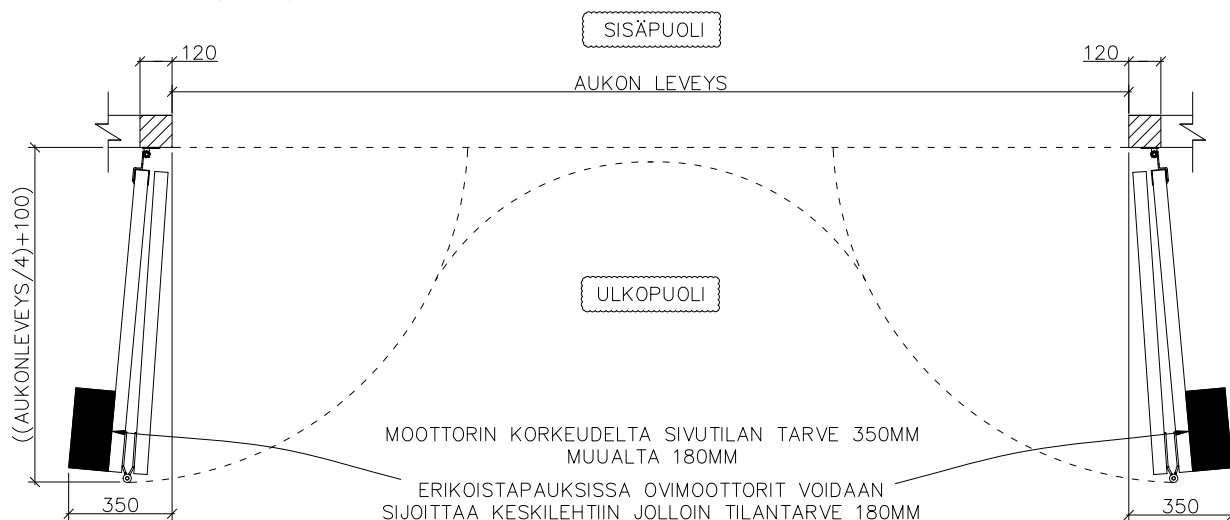 SISÄPUOLI
120
120
AUKON LEVEYS
((AUKONLEVEYS/4)+100)
ULKOPUOLI
MOOTTORIN KORKEUDELTA SIVUTILAN TARVE 350MM
MUUALTA 180MM
ERIKOISTAPAUKSISSA OVIMOOTTORIT VOIDAAN
SIJOITTAA KESKILEHTIIN JOLLOIN TILANTARVE 180MM
350
350